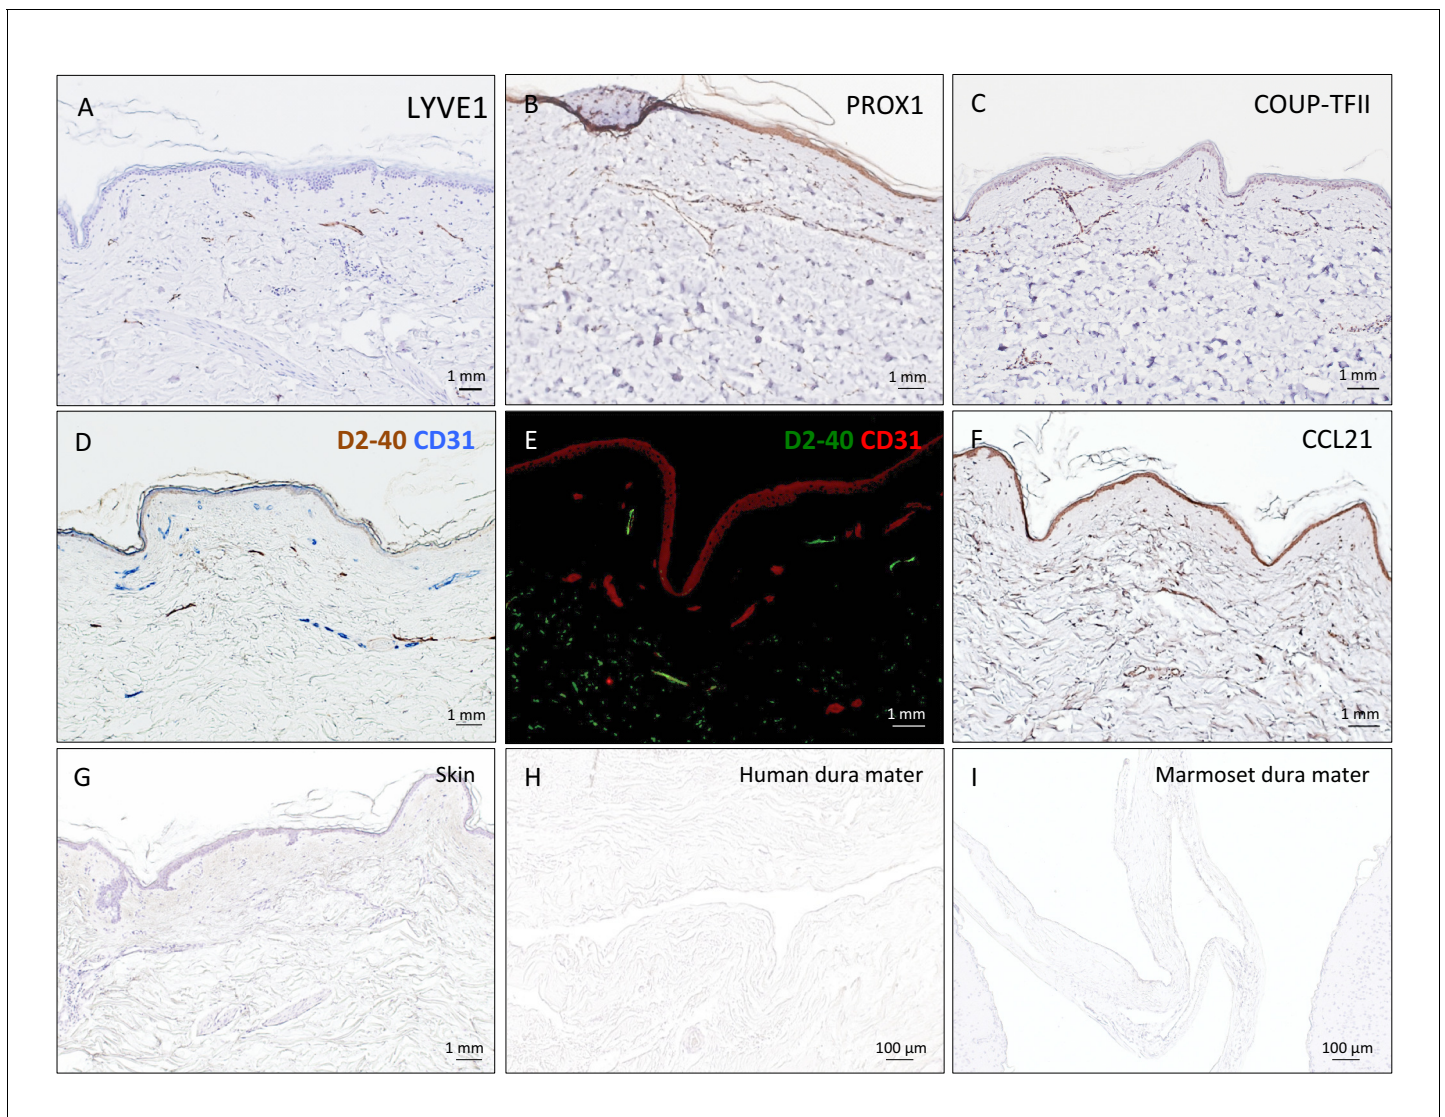 A
LYVE1
1 mm
B
PROX1
1 mm
C
COUP-TFII
1 mm
D
D2-40 CD31
1 mm
E
D2-40 CD31
1 mm
F
CCL21
1 mm
G
Skin
1 mm
H
Human dura mater
100 µm
I
Marmoset dura mater
100 µm